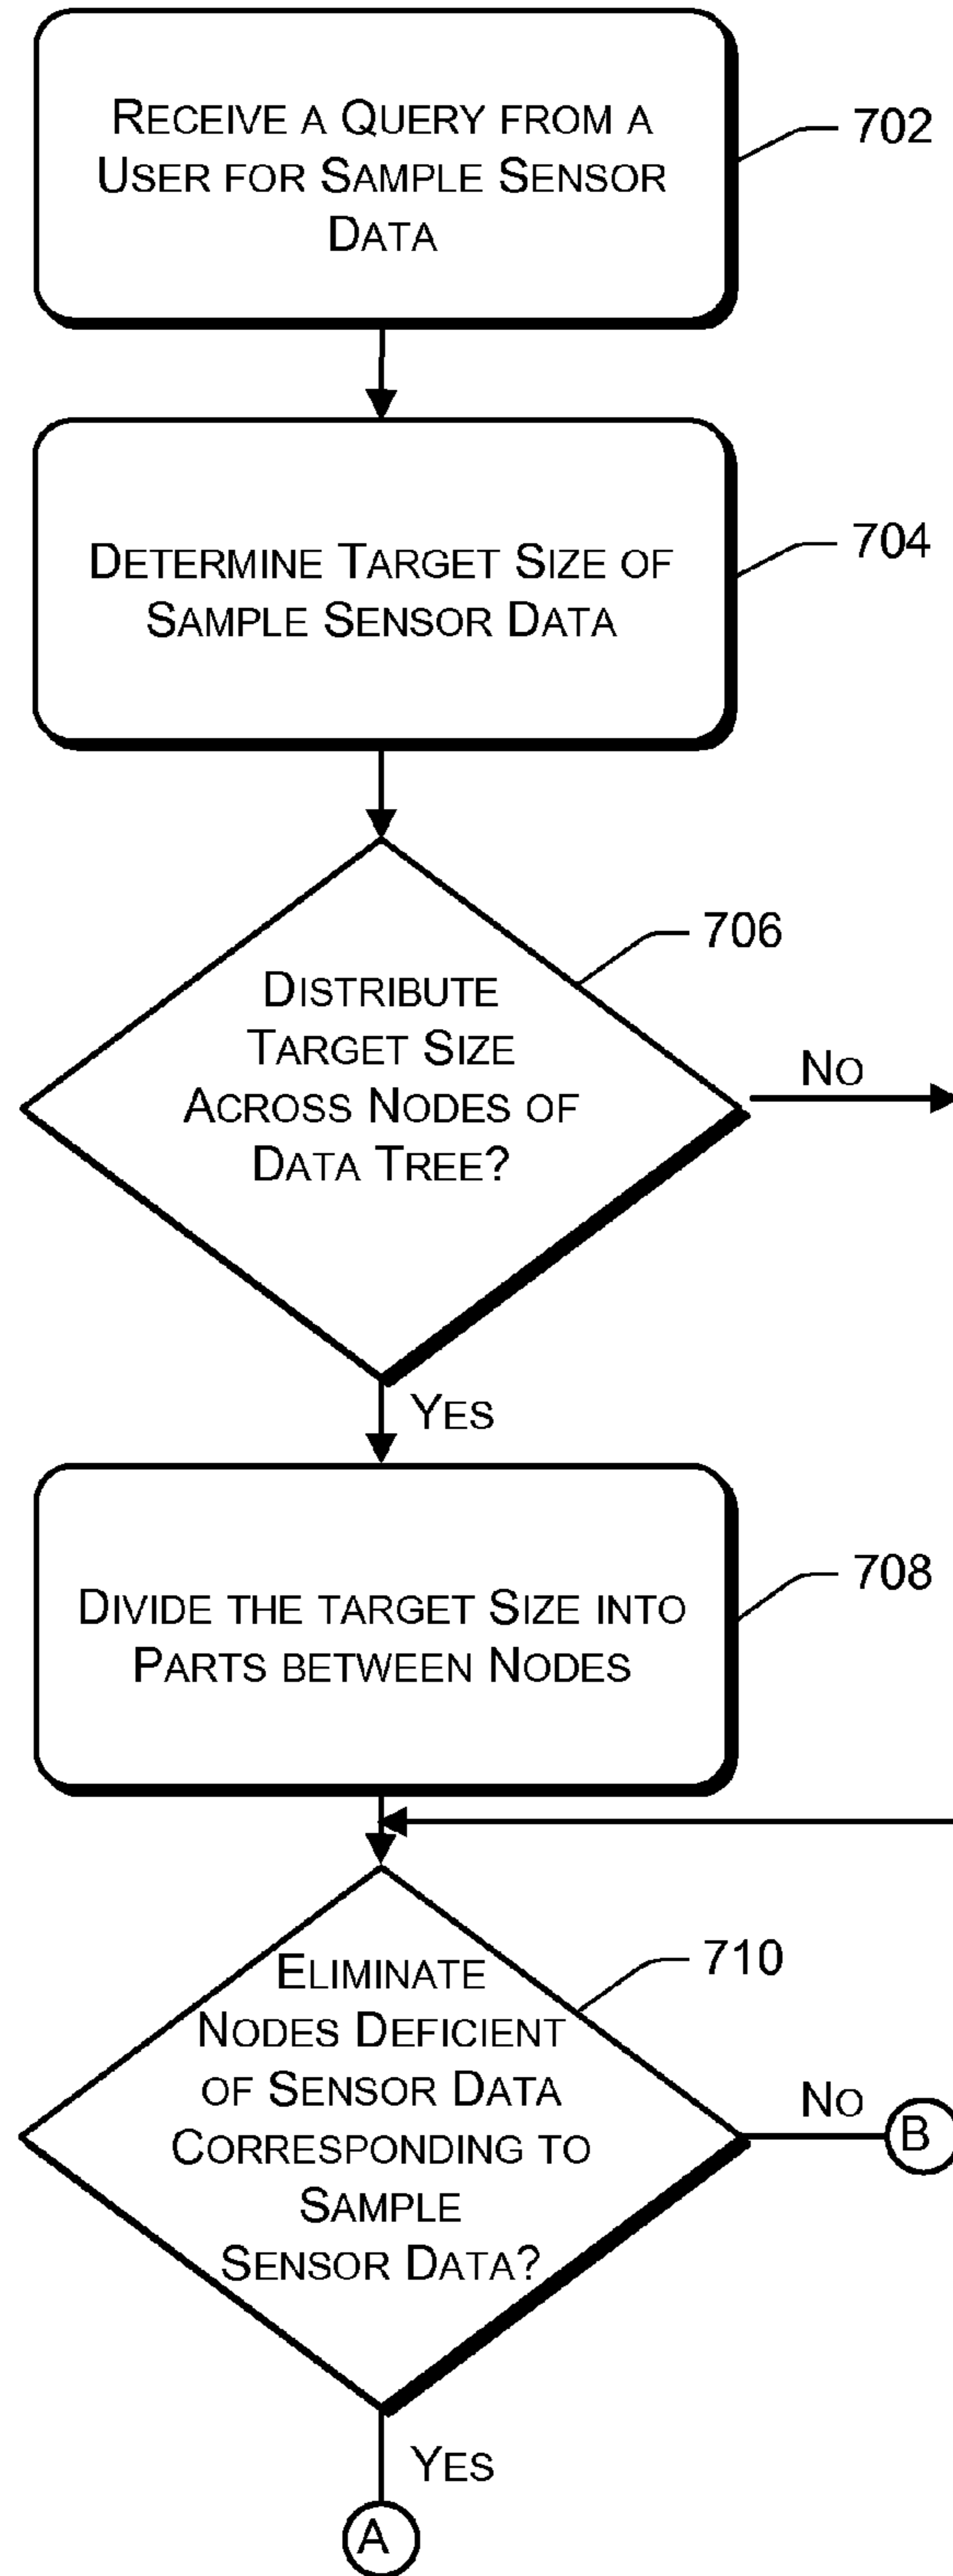 RECEIVE A QUERY FROM A
USER FOR SAMPLE SENSOR
DATA
702
DETERMINE TARGET SIZE OF
SAMPLE SENSOR DATA
704
DISTRIBUTE
TARGET SIZE
ACROSS NODES OF
DATA TREE?
706
NO
YES
DIVIDE THE TARGET SIZE INTO
PARTS BETWEEN NODES
708
ELIMINATE
NODES DEFICIENT
OF SENSOR DATA
CORRESPONDING TO
SAMPLE
SENSOR DATA?
710
NO
B
YES
A